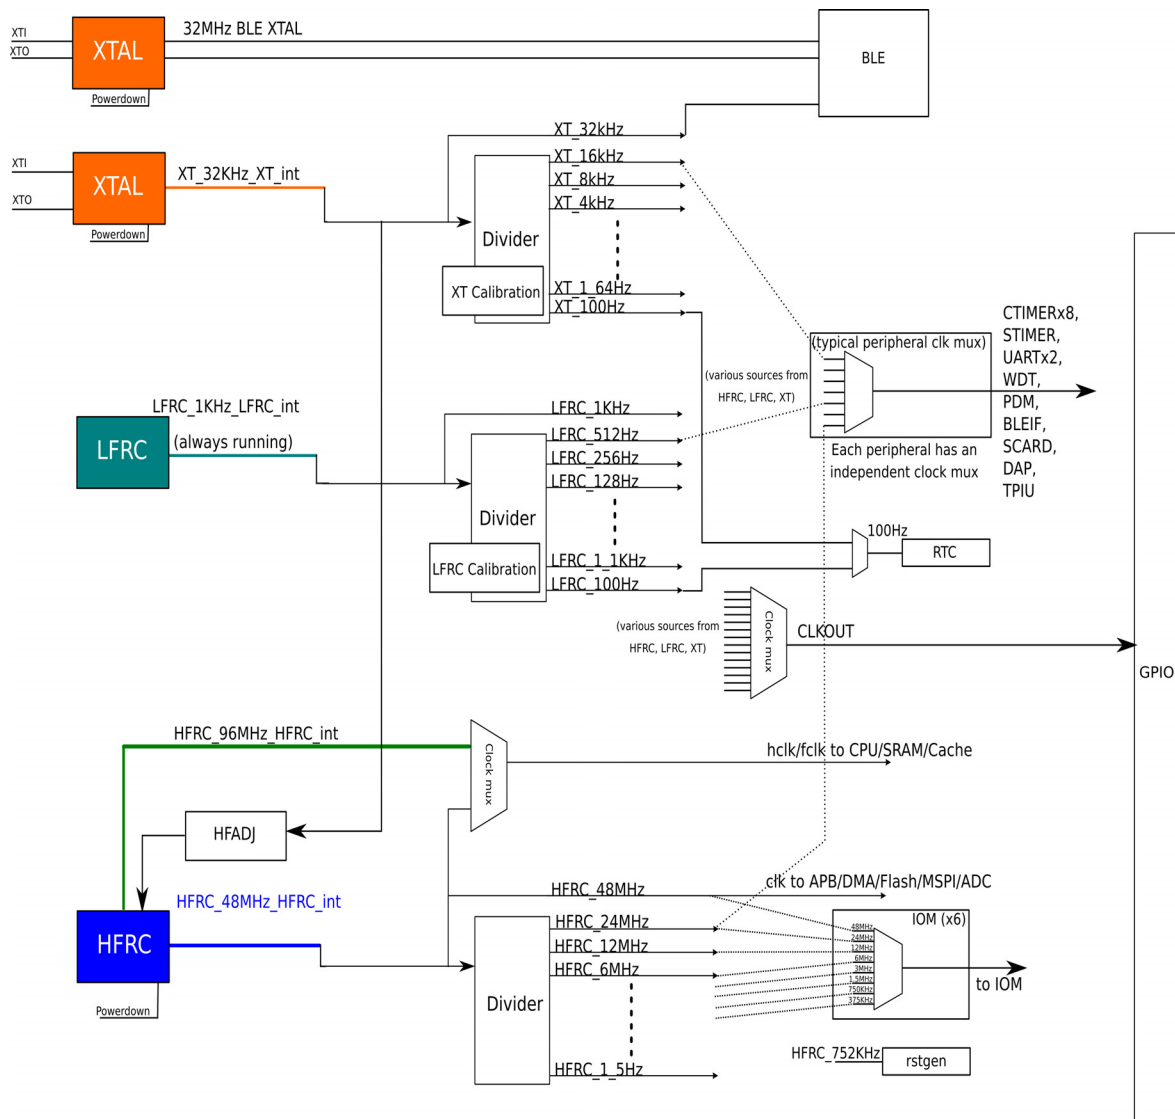 32MHz BLE XTAL
XTI
XTO
XTAL
BLE
Powerdown
XT_32kHz
XT_16kHz
XTI
XT_32KHz_XT_int
XT_8kHz
XTAL
XTO
XT_4kHz
Powerdown
Divider
XT Calibration
XT_1_64Hz
XT_100Hz
(typical peripheral clk mux)
CTIMERx8,
STIMER,
UARTx2,
WDT,
PDM,
BLEIF,
SCARD,
DAP,
TPIU
(various sources from
HFRC, LFRC, XT)
Each peripheral has an
independent clock mux
LFRC_1KHz_LFRC_int
LFRC
(always running)
LFRC_1KHz
LFRC_512Hz
LFRC_256Hz
LFRC_128Hz
Divider
LFRC Calibration
LFRC_1_1KHz
LFRC_100Hz
100Hz
RTC
(various sources from
HFRC, LFRC, XT)
Clock mux
CLKOUT
GPIO
HFRC_96MHz_HFRC_int
Clock mux
hclk/fclk to CPU/SRAM/Cache
HFADJ
HFRC_48MHz_HFRC_int
HFRC
Powerdown
HFRC_48MHz
clk to APB/DMA/Flash/MSPI/ADC
HFRC_24MHz
HFRC_12MHz
HFRC_6MHz
Divider
HFRC_1_5Hz
IOM (x6)
48MHz
24MHz
12MHz
6MHz
3MHz
1.5MHz
750KHz
375KHz
to IOM
HFRC_752KHz
rstgen